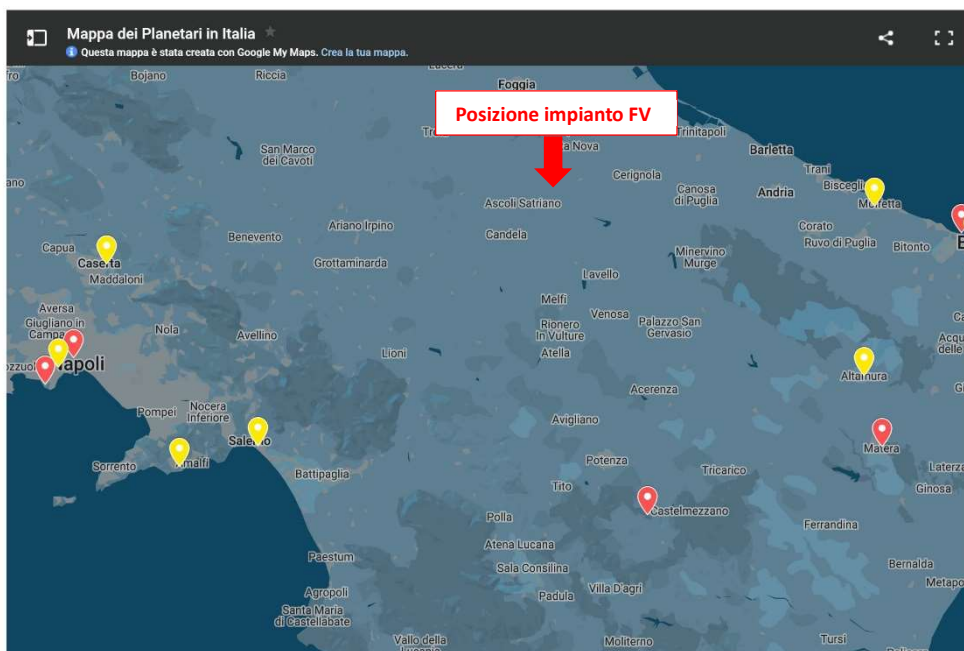 Mappa dei Planetari in Italia
Questa mappa è stata creata con Google My Maps. Crea la tua mappa.
Bojano
Riccia
Foggia
Posizione impianto FV
Trinitapoli
San Marco
dei Cavoti
Barletta
Trani
Cerignola
Canosa
di Puglia
Andria
Ascoli Satriano
Ariano Irpino
Corato
Benevento
Candela
Ruvo di Puglia
Bitonto
Capua
Caserta
Maddaloni
Grottaminarda
Minervino
Murge
Lavello
Melfi
Aversa
Giugliano in
Nola
Avellino
Rionero
In Vulture
Venosa
Palazzo San
Gervasio
Atella
Lioni
Altamura
Acerenza
Pompei
Nocera
Inferiore
Avigliano
Matera
Sorrento
Battipaglia
Potenza
Tricarico
Tito
Ginosa
Castelmezzano
Polla
Ferrandina
Atena Lucana
Paestum
Sala Consilina
Bernalda
Agropoli
Villa D'agri
Padula
Santa Maria
di Castellabate
Vallo della
Moliterno
Tursi